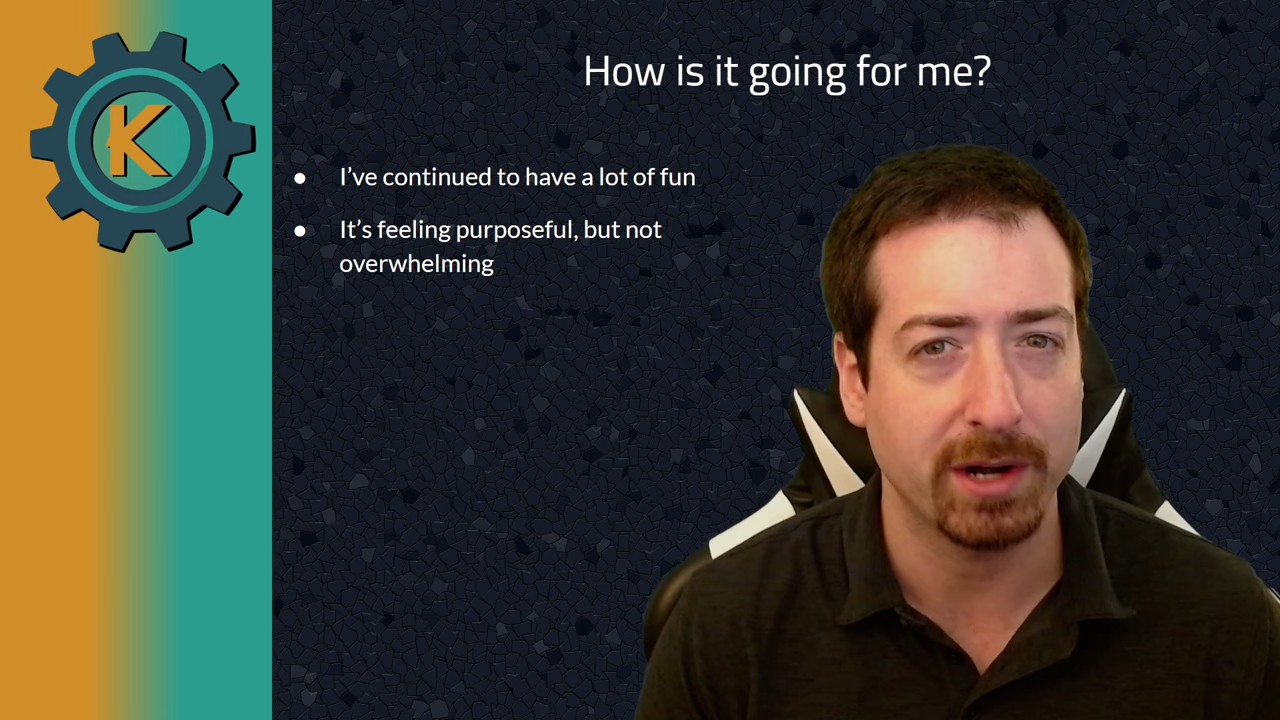 K
How is it going for me?
● I've continued to have a lot of fun
● It's feeling purposeful, but not
overwhelming